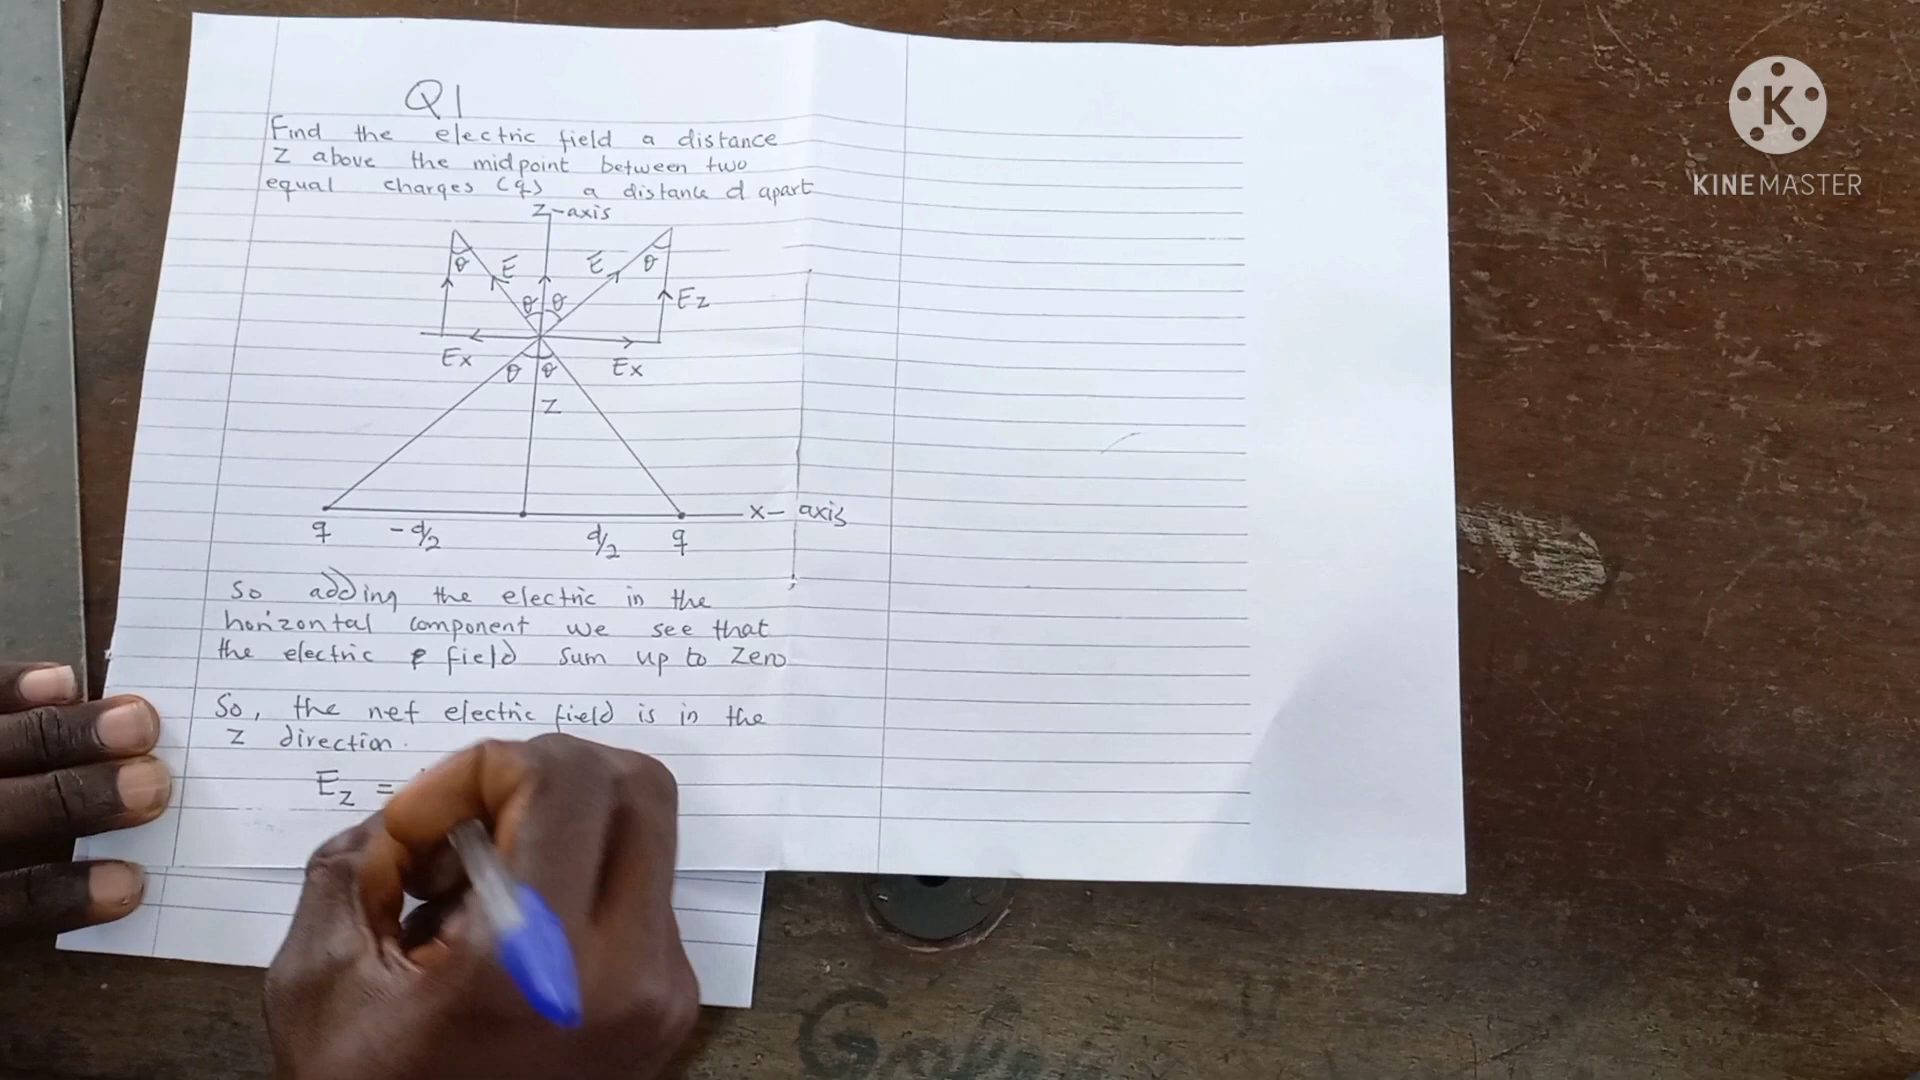 Q1
Find the electric field a distance
Z above the midpoint between two
equal charges (q) a distance d apart
Z-axis
θ E E θ
θ θ Ez
Ex Ex
θ θ
Z
x - axis
q -d/2 d/2 q
So adding the electric in the
horizontal component we see that
the electric field sum up to Zero
So, the net electric field is in the
Z direction.
Ez =
K
KINEMASTER